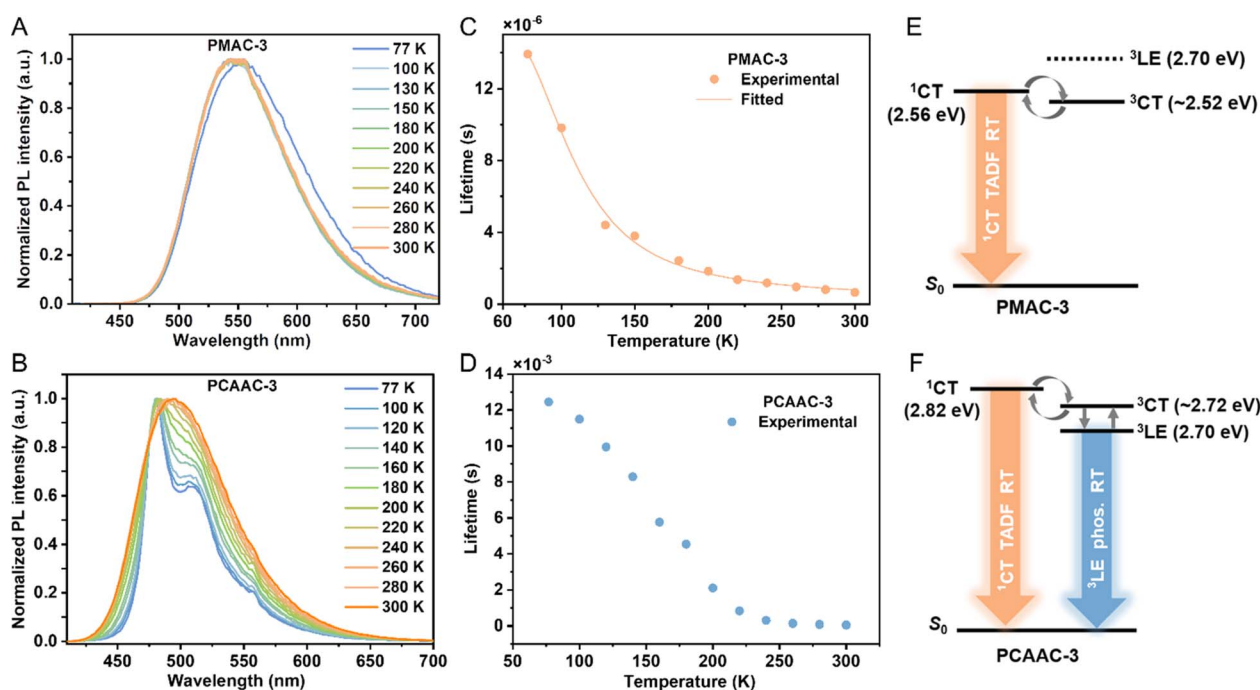 A
PMAC-3
Normalized PL intensity (a.u.)
1.0
0.8
0.6
0.4
0.2
0.0
450 500 550 600 650 700
Wavelength (nm)
77 K
100 K
130 K
150 K
180 K
200 K
220 K
240 K
260 K
280 K
300 K
C
×10⁻⁶
PMAC-3
Experimental
Fitted
Lifetime (s)
16
12
8
4
0
60 100 150 200 250 300
Temperature (K)
E
³LE (2.70 eV)
¹CT
(2.56 eV)
³CT (~2.52 eV)
¹CT TADF RT
S₀
PMAC-3
B
PCAAC-3
Normalized PL intensity (a.u.)
1.0
0.8
0.6
0.4
0.2
0.0
450 500 550 600 650 700
Wavelength (nm)
77 K
100 K
120 K
140 K
160 K
180 K
200 K
220 K
240 K
260 K
280 K
300 K
D
×10⁻³
PCAAC-3
Experimental
Lifetime (s)
14
12
10
8
6
4
2
0
50 100 150 200 250 300
Temperature (K)
F
¹CT
(2.82 eV)
³CT (~2.72 eV)
³LE (2.70 eV)
¹CT TADF RT
³LE phos. RT
S₀
PCAAC-3